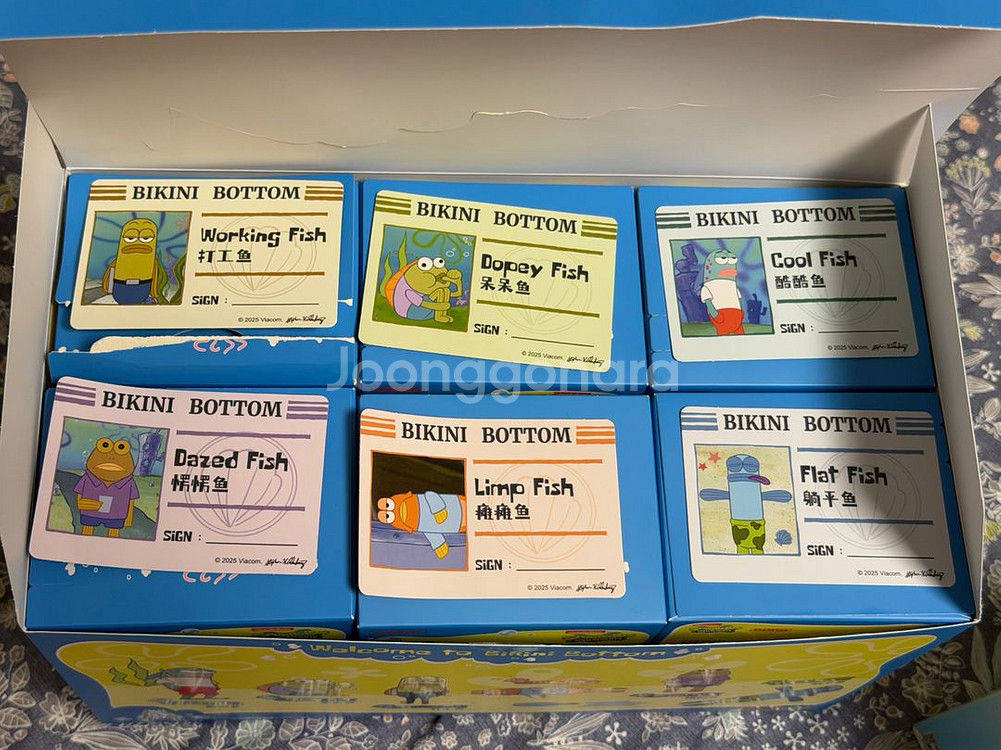 BIKINI BOTTOM
Working Fish
打工鱼
SiGN :
© 2025 Viacom.
BIKINI BOTTOM
Dopey Fish
呆呆鱼
SiGN :
© 2025 Viacom.
BIKINI BOTTOM
Cool Fish
酷酷鱼
SiGN :
© 2025 Viacom.
Joonggonara
BIKINI BOTTOM
Dazed Fish
愣愣鱼
SiGN :
© 2025 Viacom.
BIKINI BOTTOM
Limp Fish
瘫瘫鱼
SiGN :
© 2025 Viacom.
BIKINI BOTTOM
Flat Fish
躺平鱼
SiGN :
© 2025 Viacom.
Welcome to Bikini Bottom